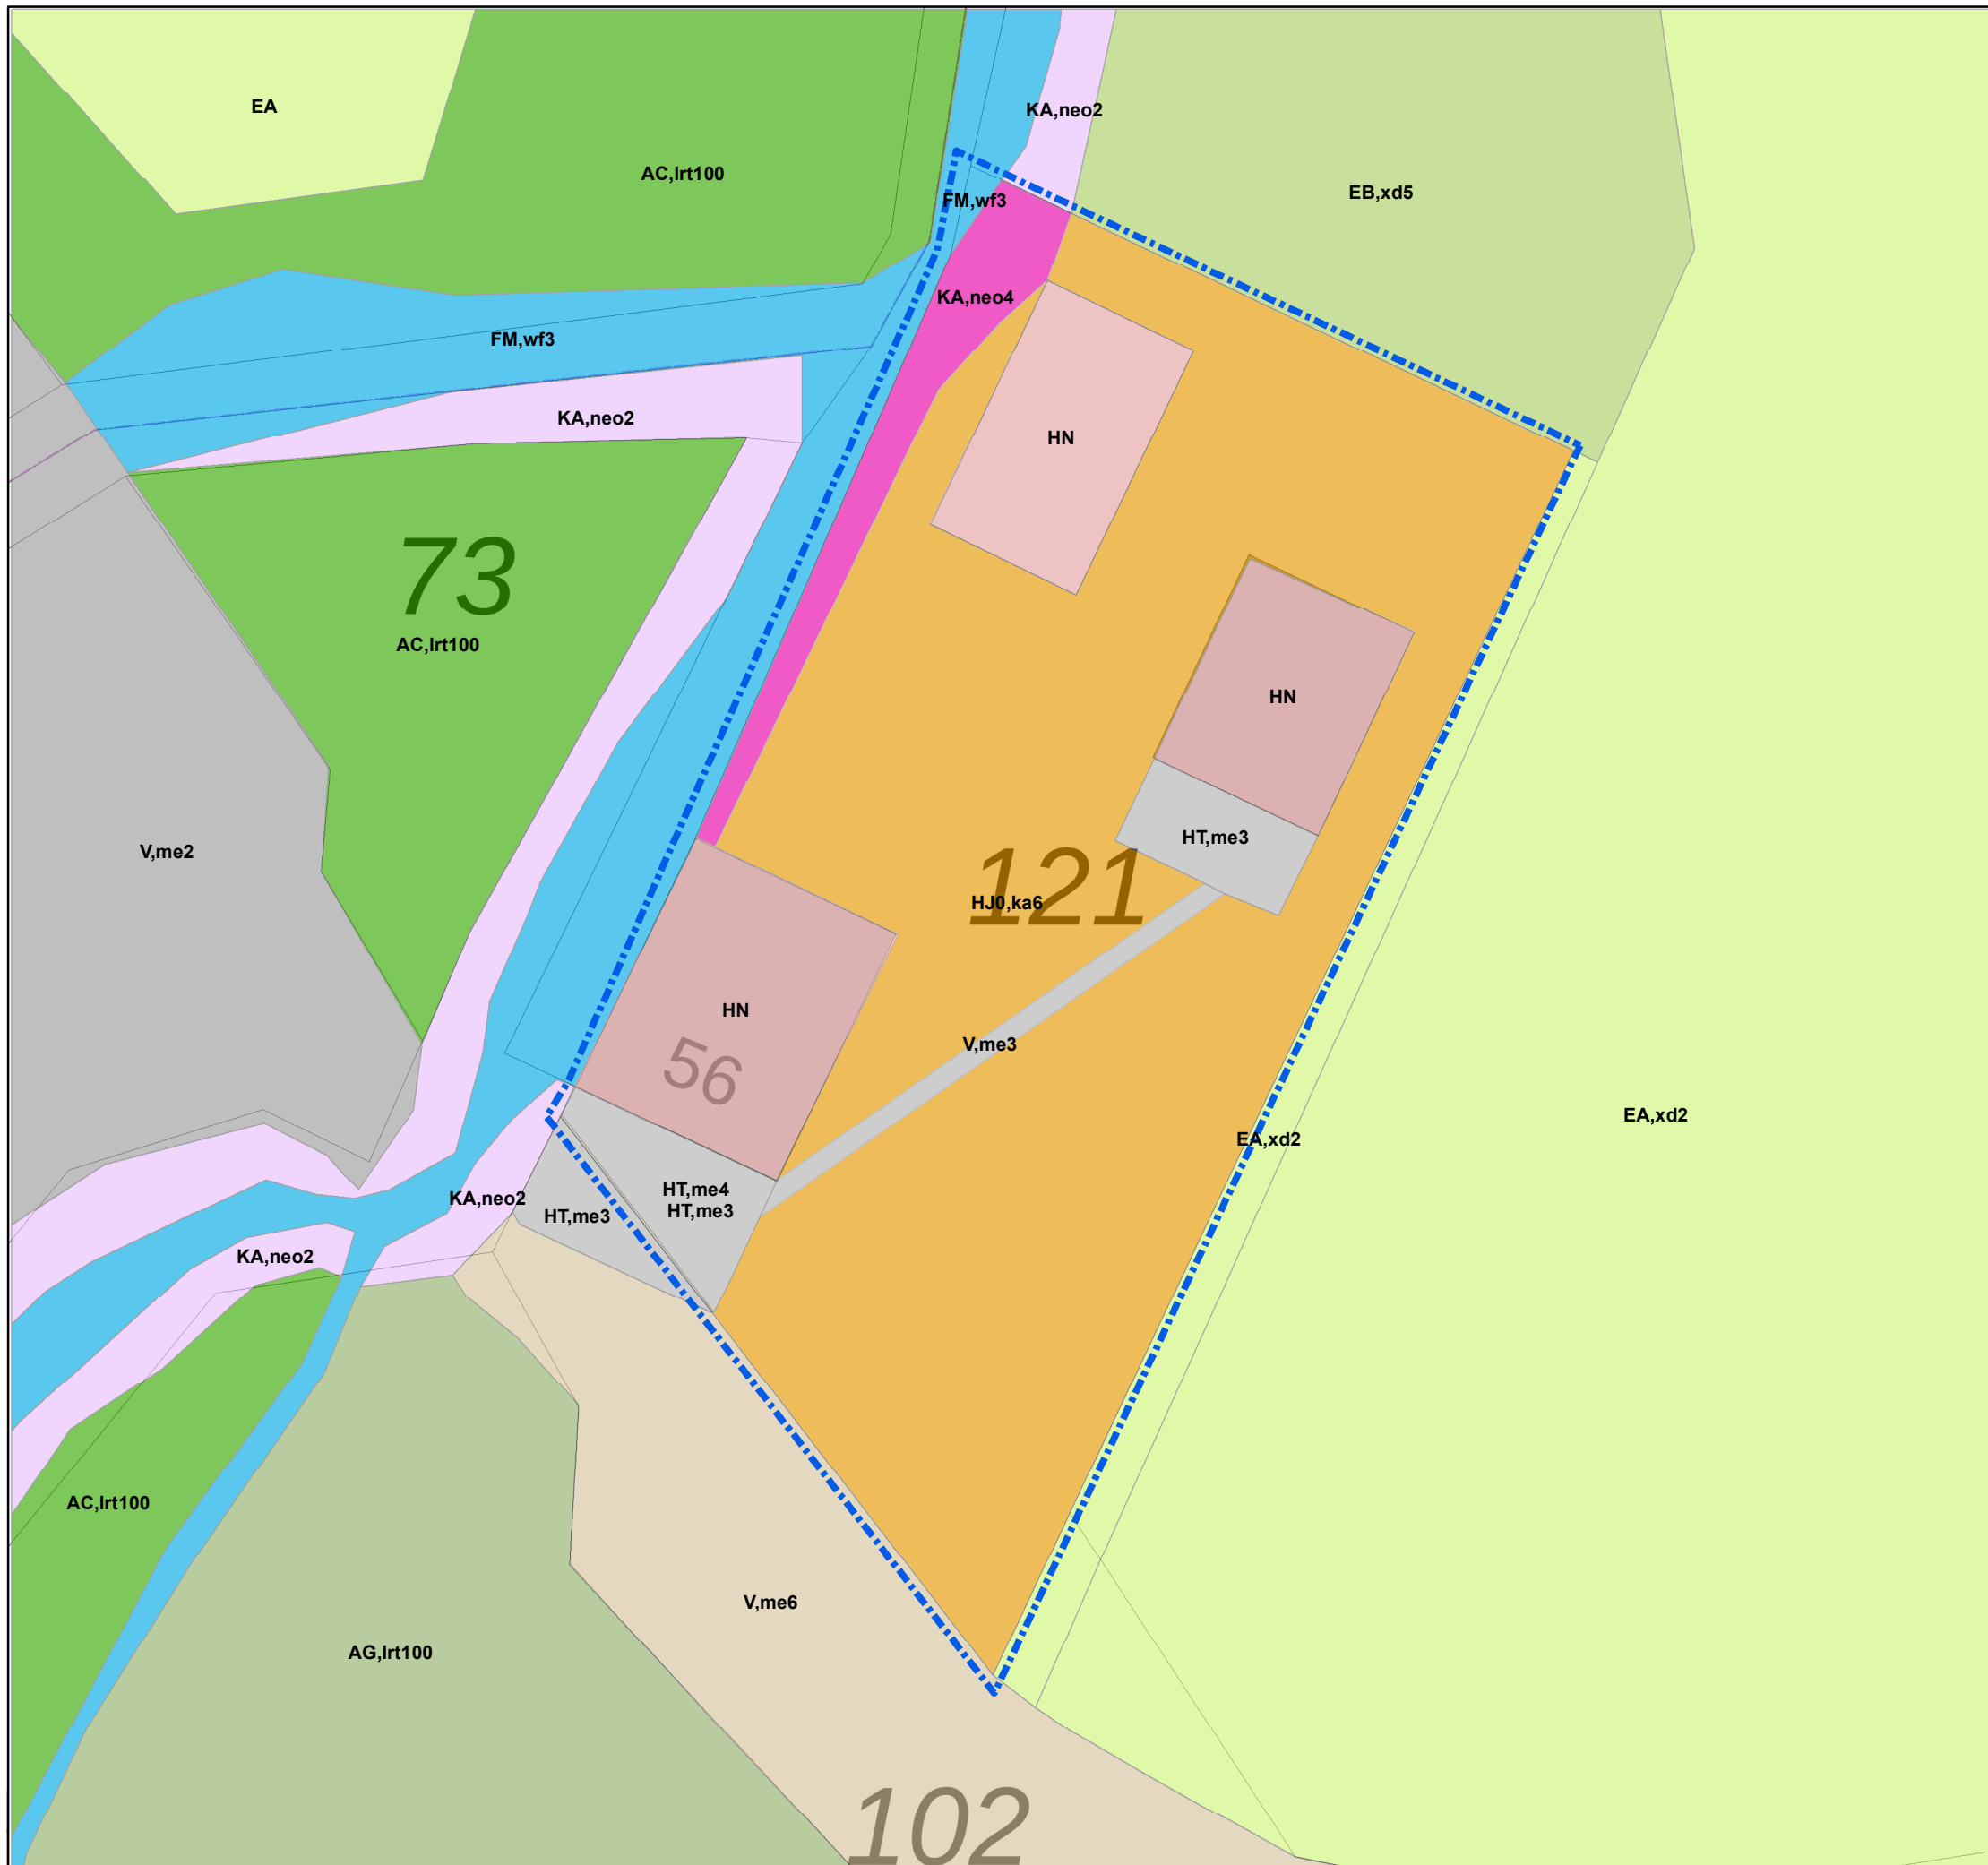 EA
KA,neo2
AC,lrt100
EB,xd5
FM,wf3
KA,neo4
FM,wf3
KA,neo2
HN
73
AC,lrt100
HN
HT,me3
V,me2
121
HJ0,ka6
HN
V,me3
56
EA,xd2
EA,xd2
HT,me4
KA,neo2
HT,me3
HT,me3
KA,neo2
AC,lrt100
V,me6
AG,lrt100
102